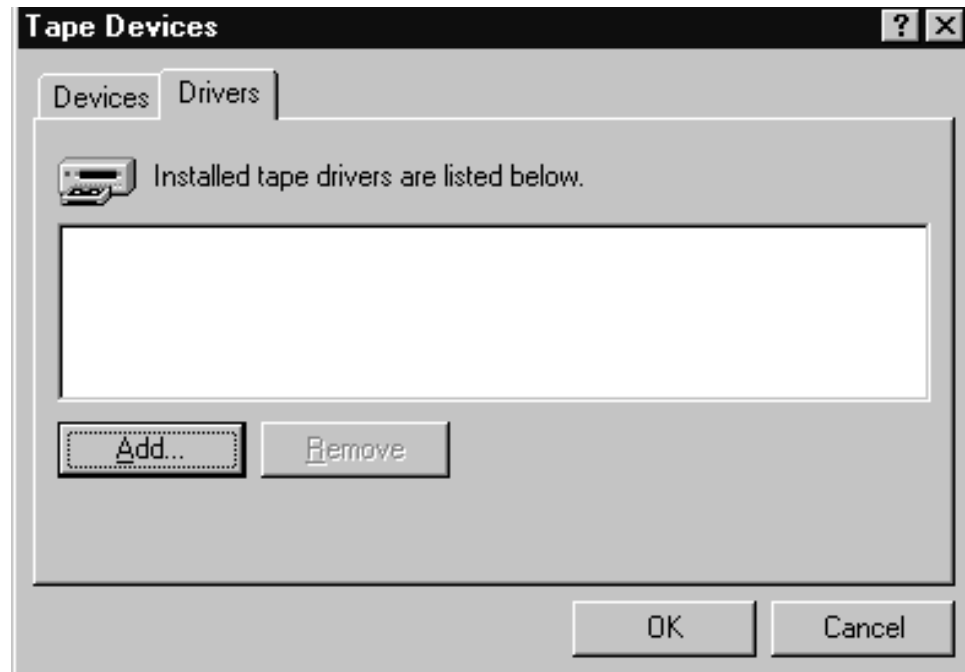 Tape Devices
Devices
Drivers
Installed tape drivers are listed below.
Add...
Remove
OK
Cancel